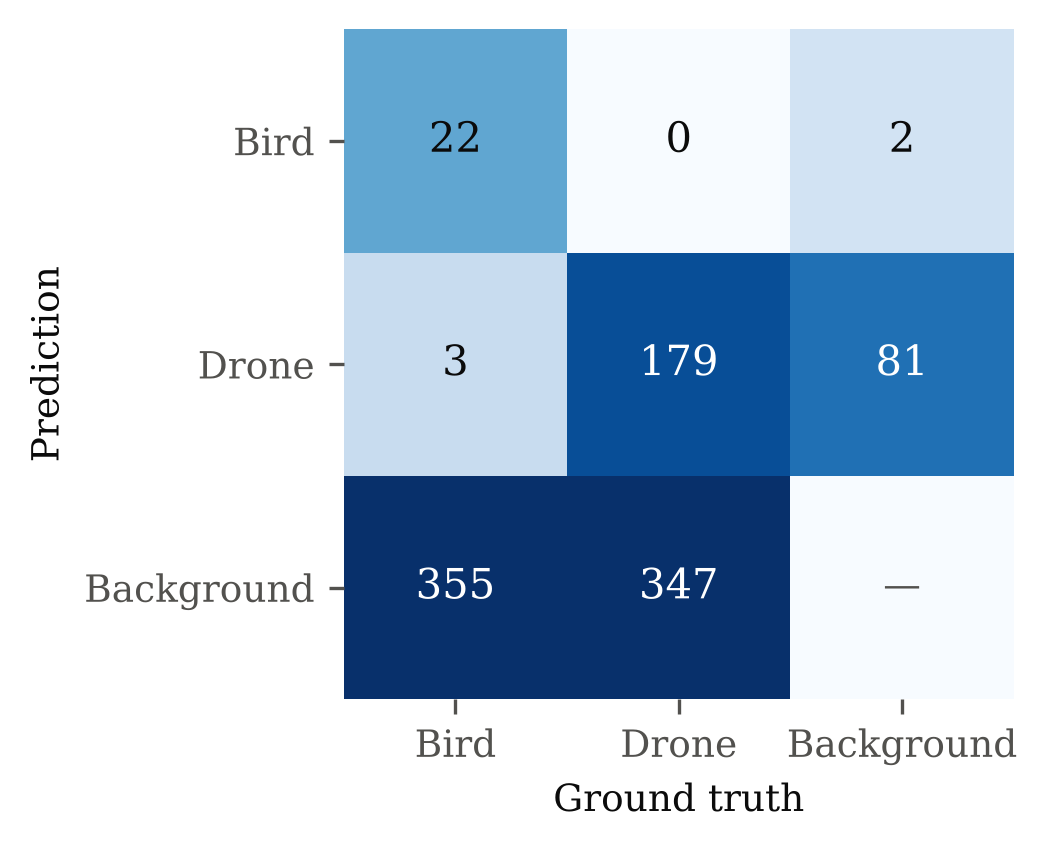 Prediction
Bird 22 0 2
Drone 3 179 81
Background 355 347 —
Bird Drone Background
Ground truth